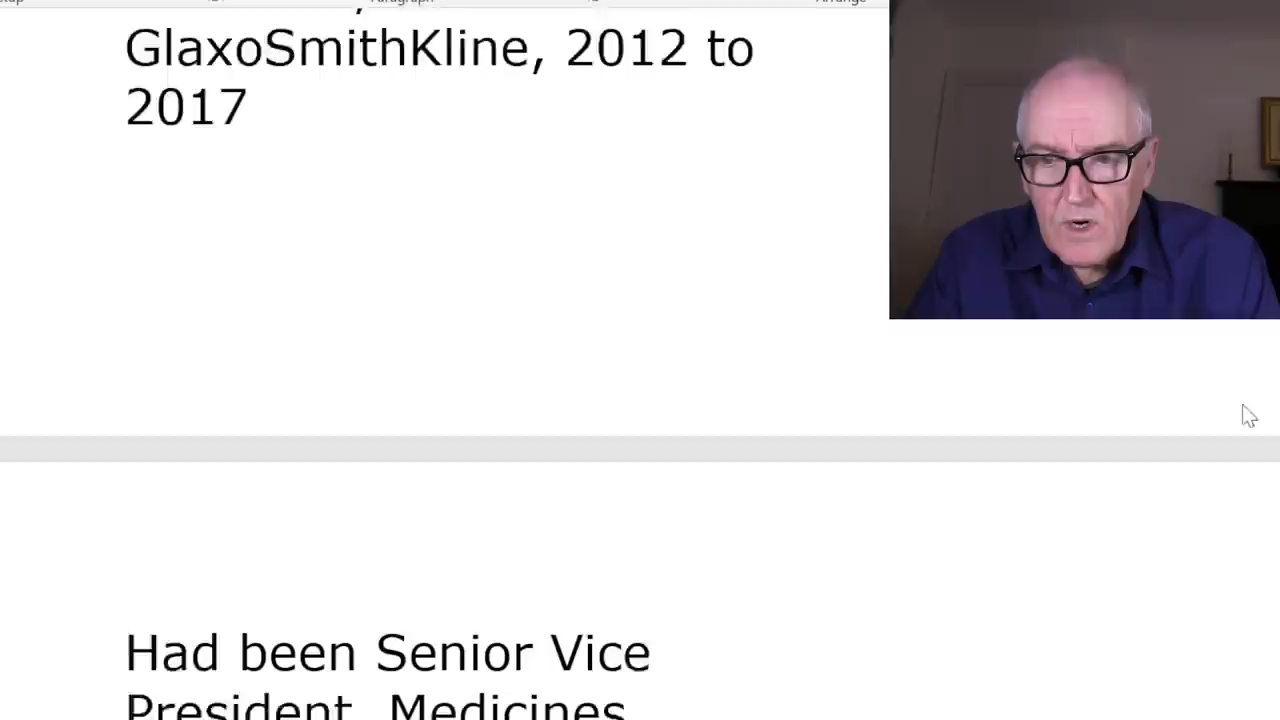 GlaxoSmithKline, 2012 to
2017
Had been Senior Vice
President, Medicines